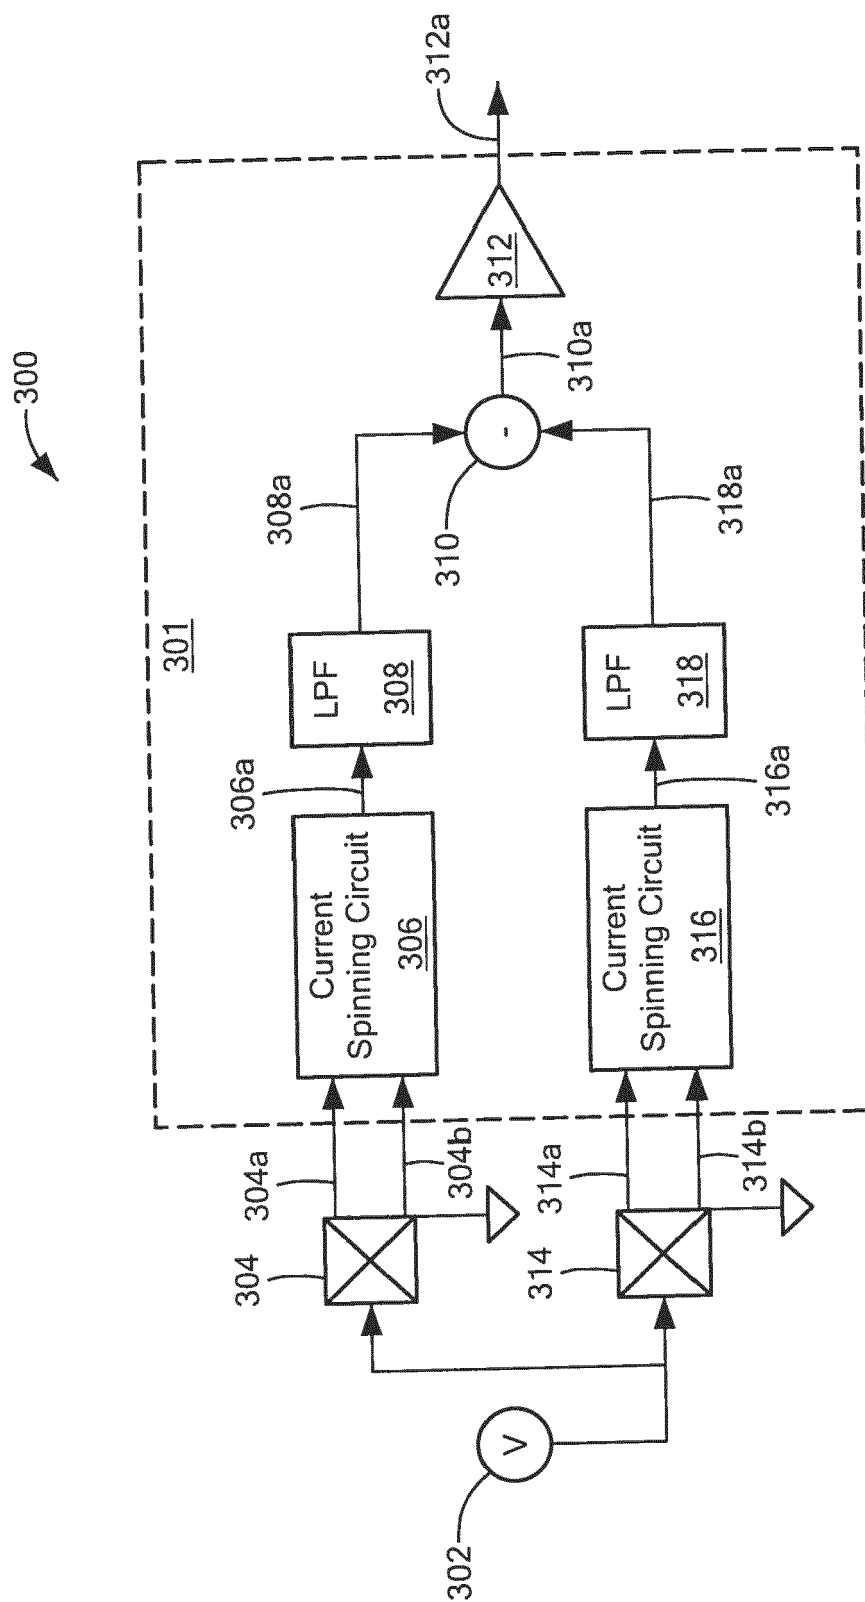 300
301
302
V
304
304a
304b
Current
Spinning Circuit
306
306a
LPF
308
308a
310
-
310a
312
312a
314
314a
314b
Current
Spinning Circuit
316
316a
LPF
318
318a